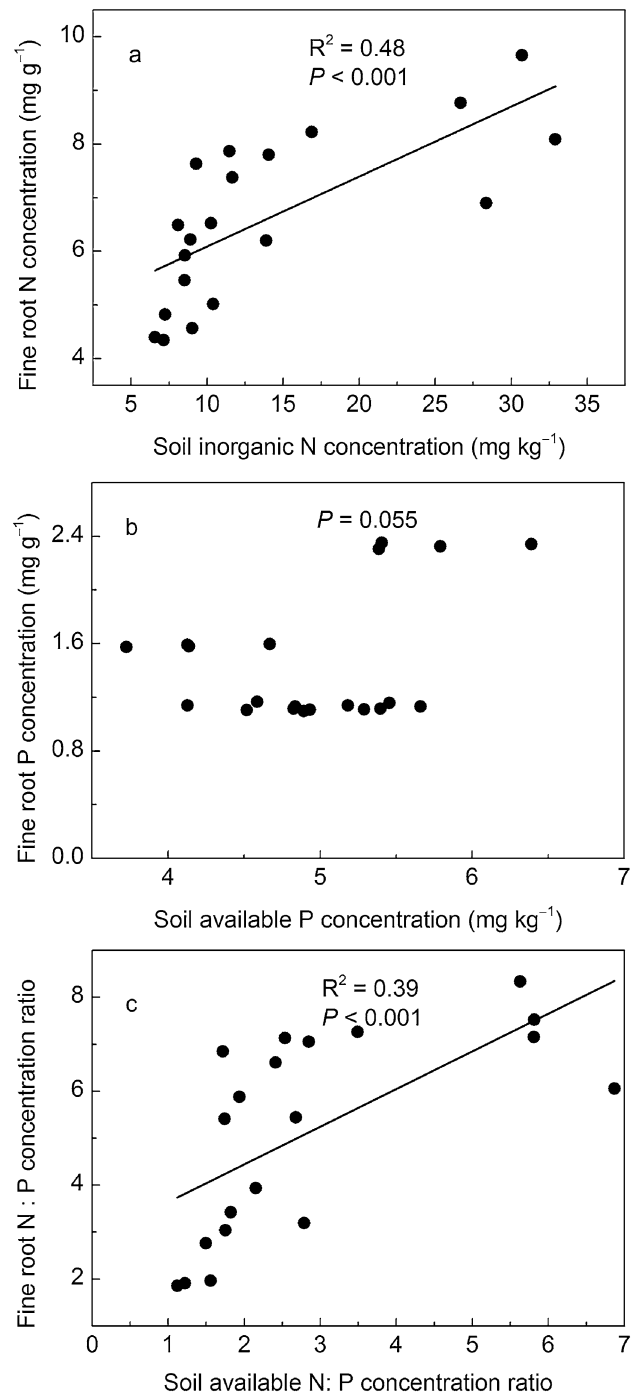 a
R² = 0.48
P < 0.001
10
8
6
4
Fine root N concentration (mg g⁻¹)
5 10 15 20 25 30 35
Soil inorganic N concentration (mg kg⁻¹)
b
P = 0.055
2.4
1.6
0.8
0.0
Fine root P concentration (mg g⁻¹)
4 5 6 7
Soil available P concentration (mg kg⁻¹)
c
R² = 0.39
P < 0.001
8
6
4
2
Fine root N : P concentration ratio
0 1 2 3 4 5 6 7
Soil available N: P concentration ratio